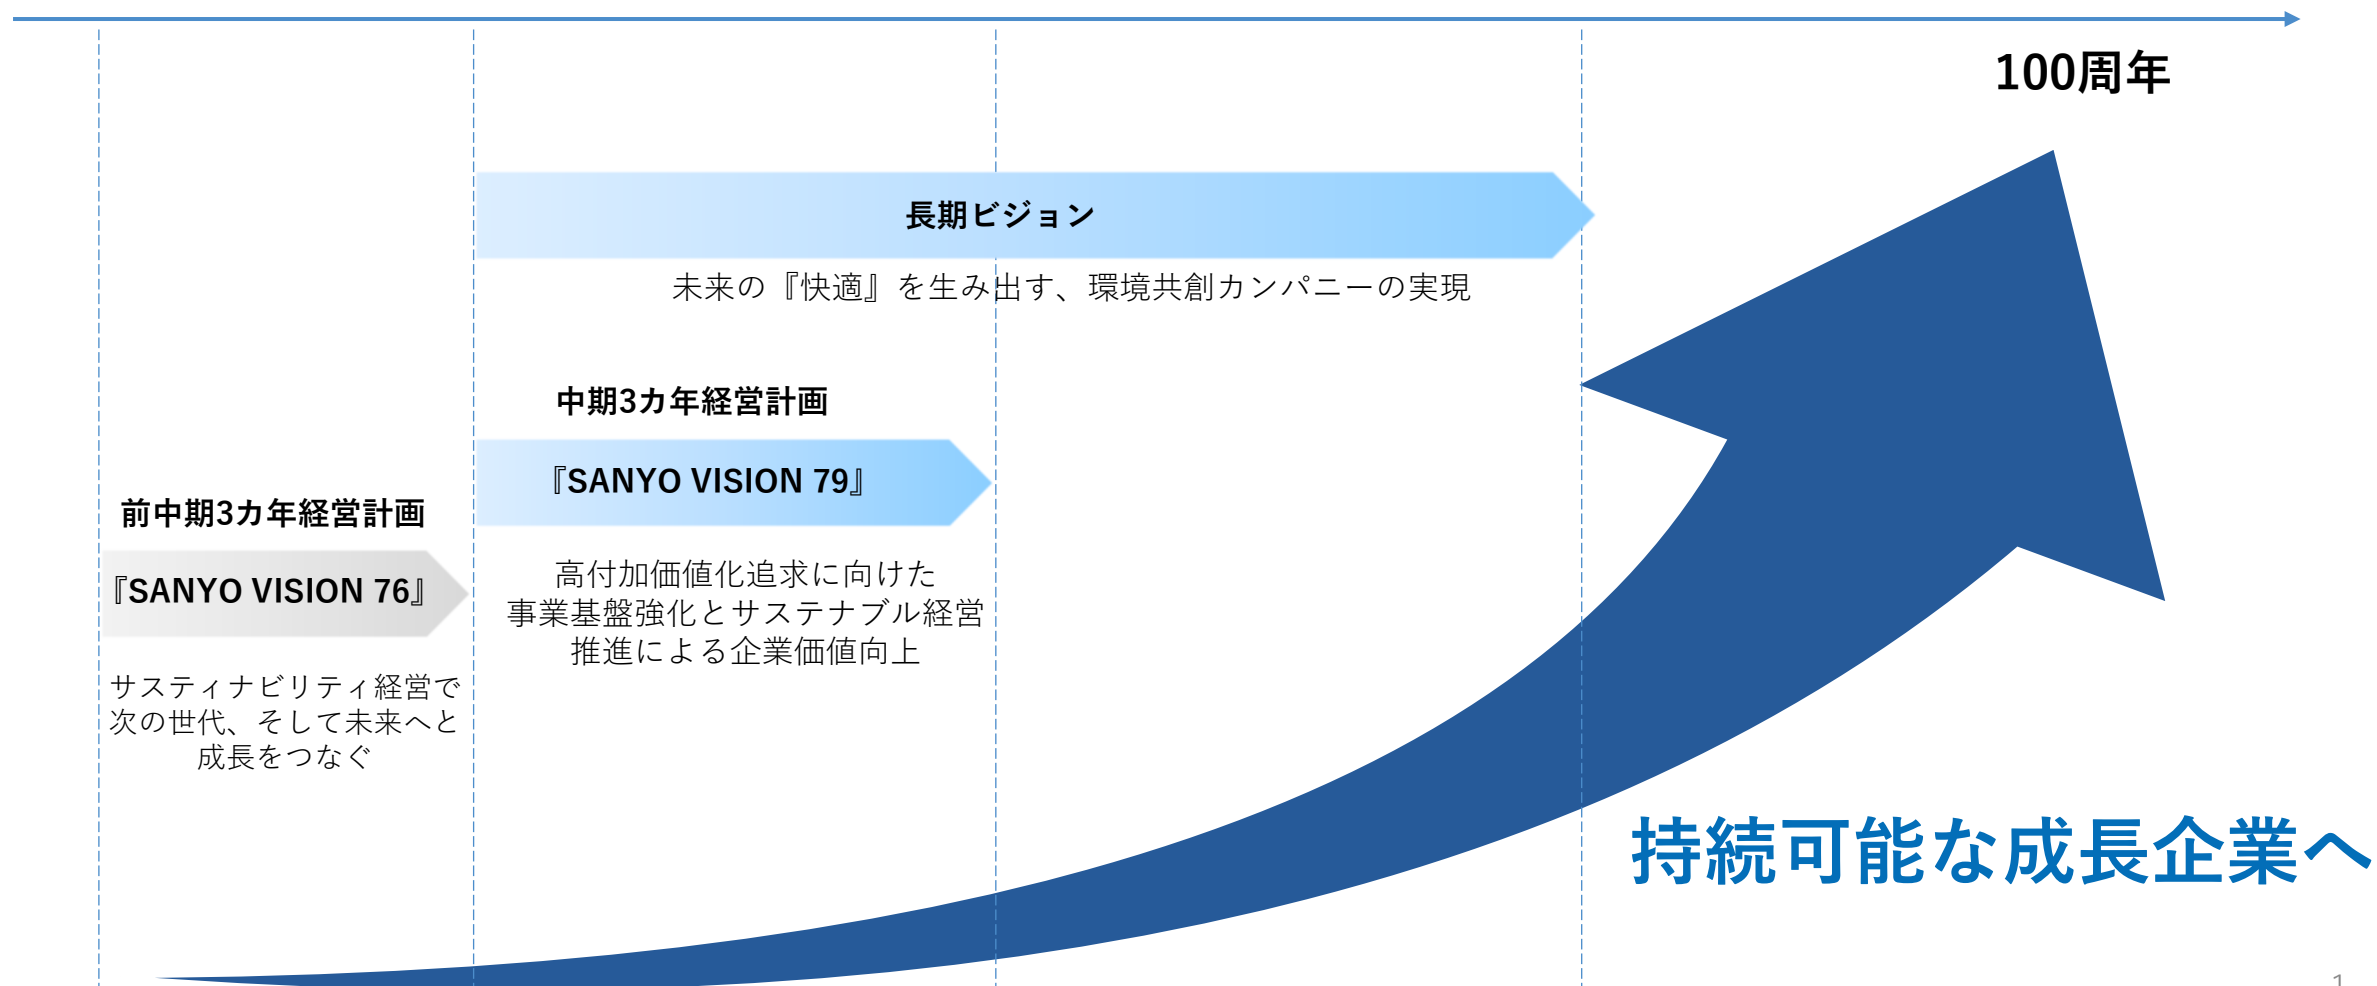 100周年
長期ビジョン
未来の『快適』を生み出す、環境共創カンパニーの実現
中期3カ年経営計画
『SANYO VISION 79』
高付加価値化追求に向けた
事業基盤強化とサステナブル経営
推進による企業価値向上
前中期3カ年経営計画
『SANYO VISION 76』
サスティナビリティ経営で
次の世代、そして未来へと
成長をつなぐ
持続可能な成長企業へ
1